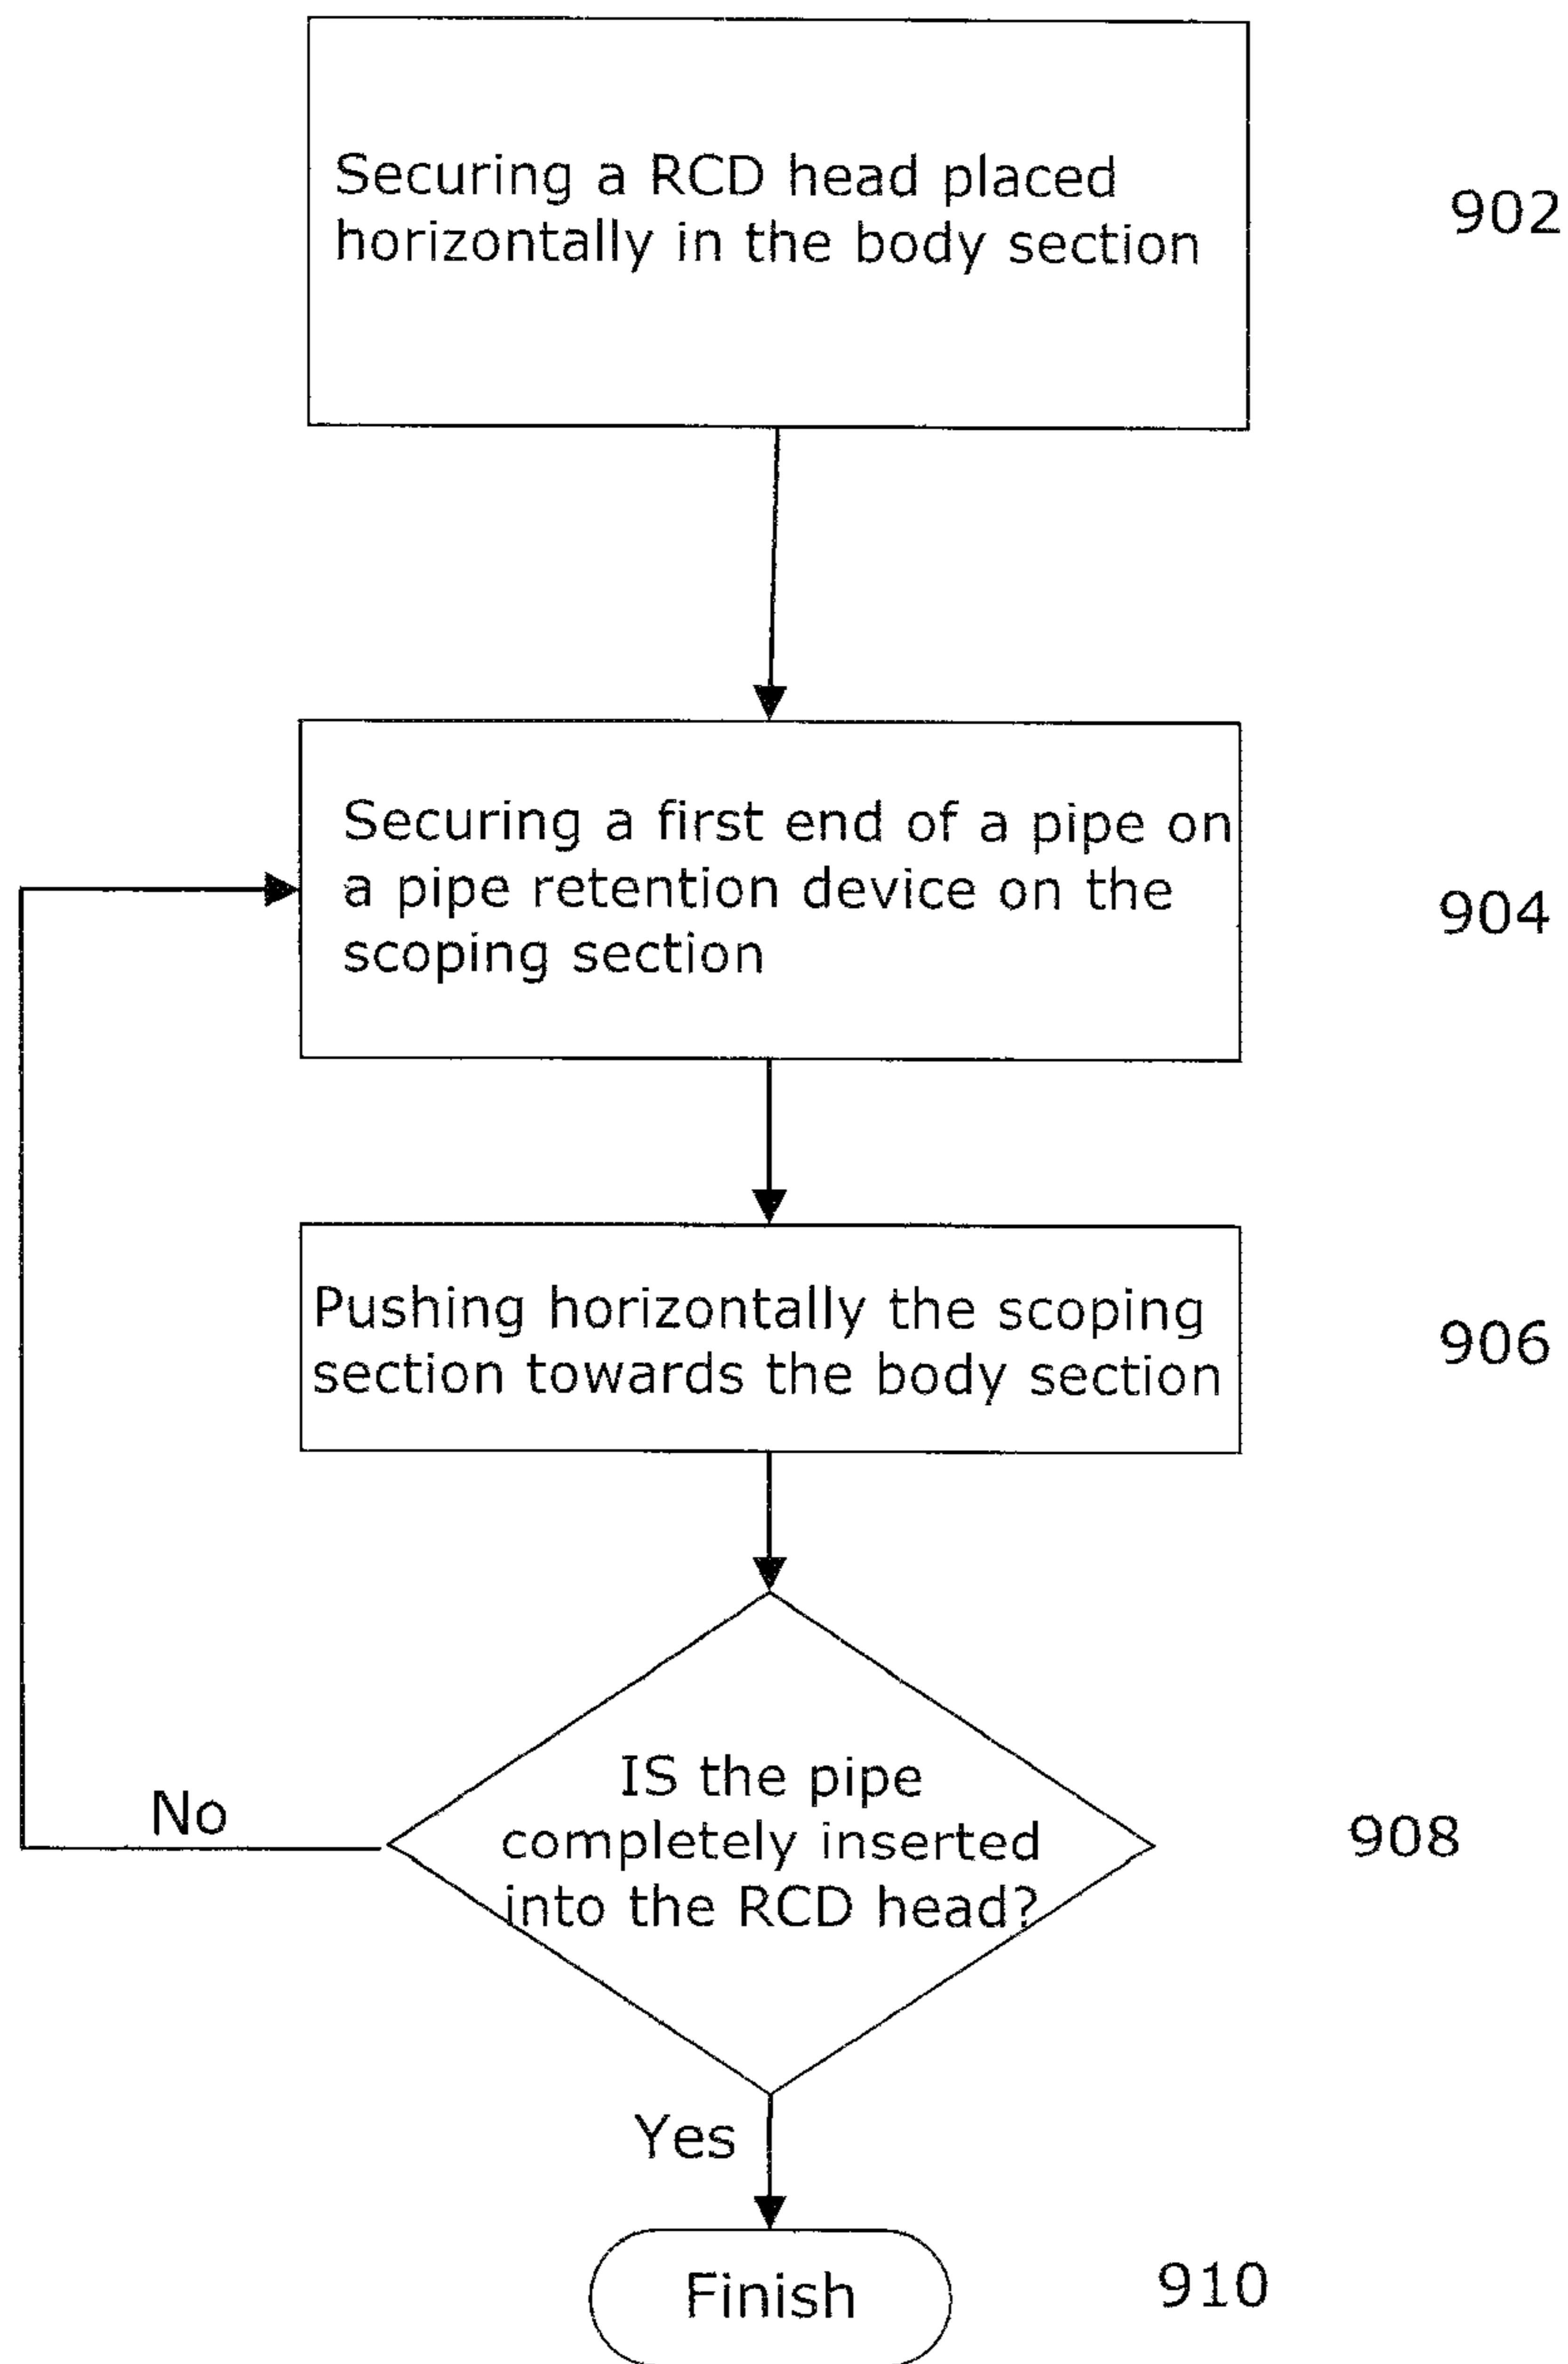 Securing a RCD head placed
horizontally in the body section
902
Securing a first end of a pipe on
a pipe retention device on the
scoping section
904
Pushing horizontally the scoping
section towards the body section
906
IS the pipe
completely inserted
into the RCD head?
908
No
Yes
Finish
910